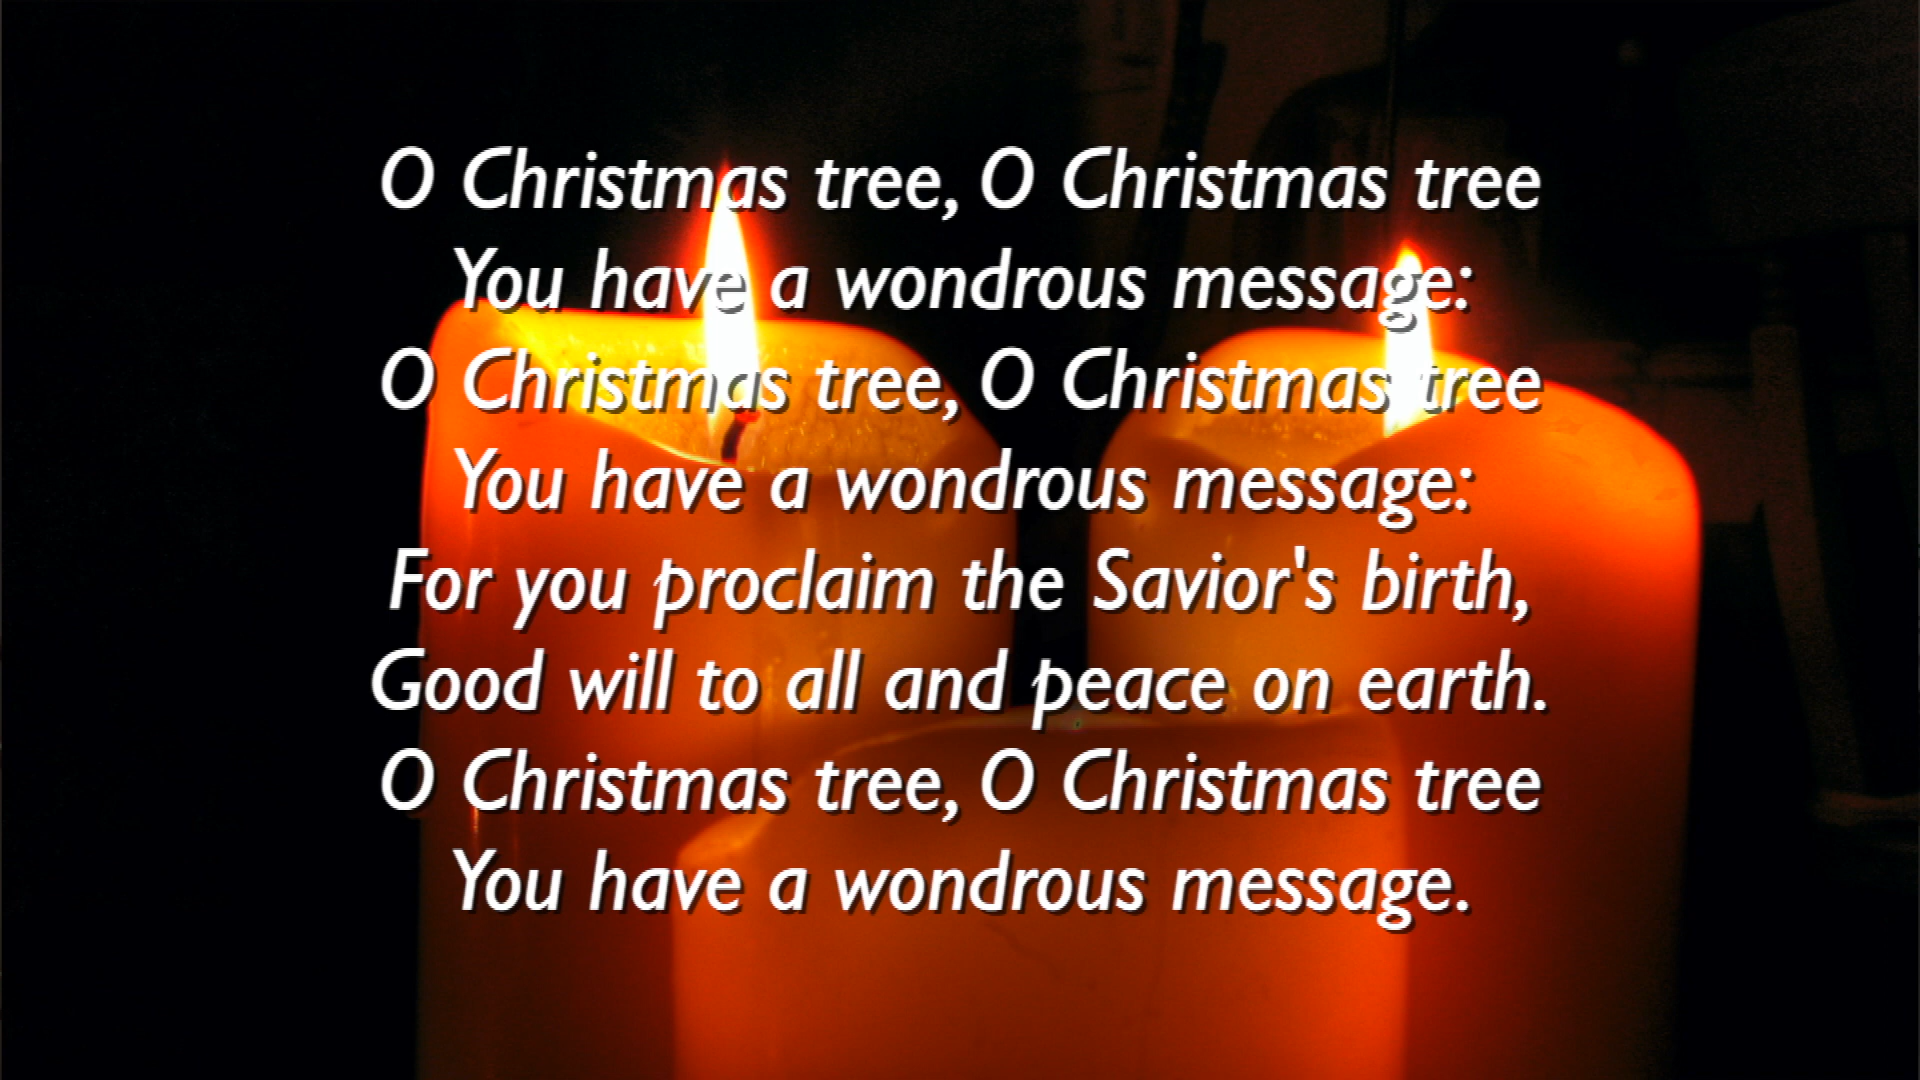 O Christmas tree, O Christmas tree
You have a wondrous message:
O Christmas tree, O Christmas tree
You have a wondrous message:
For you proclaim the Savior's birth,
Good will to all and peace on earth.
O Christmas tree, O Christmas tree
You have a wondrous message.